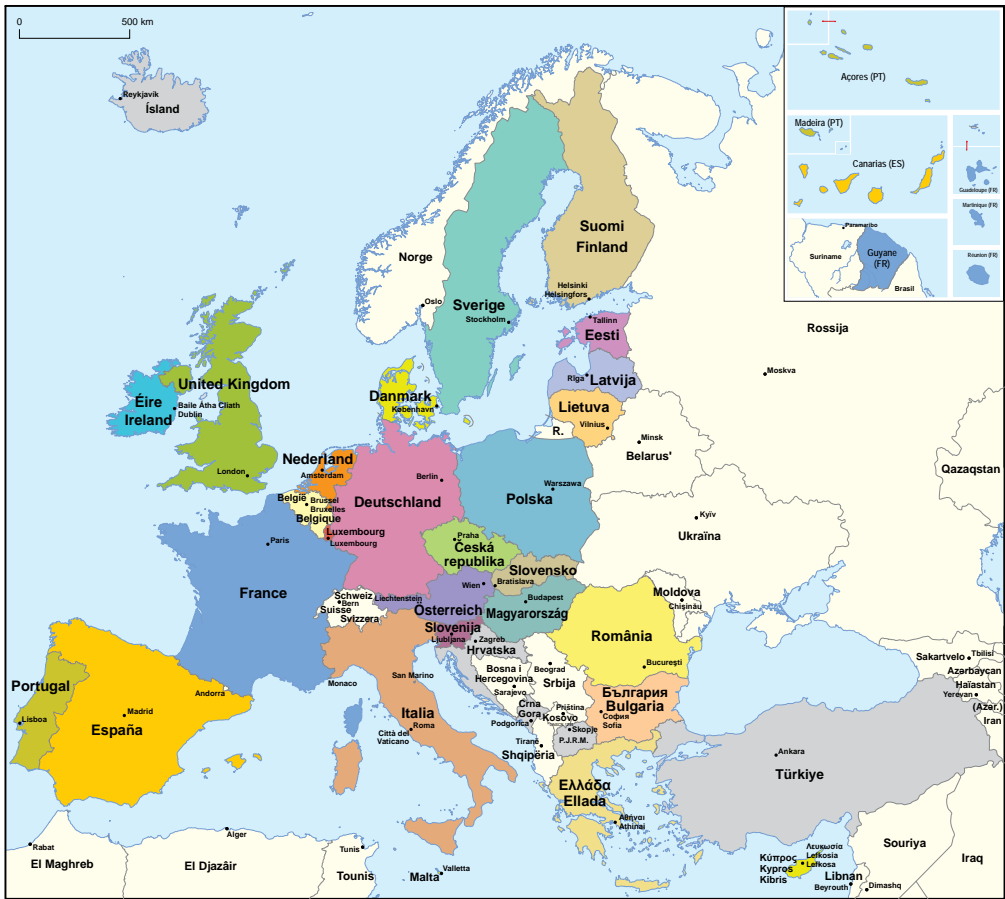 0 500 km
Reykjavík
Ísland
Açores (PT)
Madeira (PT)
Canarias (ES)
Guadeloupe (FR)
Martinique (FR)
Réunion (FR)
Paramaribo
Suriname
Guyane
(FR)
Brasil
Norge
Oslo
Sverige
Stockholm
Suomi
Finland
Helsinki
Helsingfors
Tallinn
Eesti
Rīga
Latvija
Lietuva
Vilnius
R.
Rossija
Moskva
Minsk
Belarus'
Qazaqstan
United Kingdom
London
Éire
Ireland
Baile Átha Cliath
Dublin
Danmark
København
Nederland
Amsterdam
België
Brussel
Bruxelles
Belgique
Luxembourg
Luxembourg
Berlin
Deutschland
Warszawa
Polska
Kyïv
Ukraïna
Paris
France
Praha
Česká
republika
Slovensko
Bratislava
Wien
Österreich
Liechtenstein
Schweiz
Bern
Suisse
Svizzera
Budapest
Magyarország
Slovenija
Ljubljana
Zagreb
Hrvatska
Moldova
Chișinău
România
București
Bosna i
Hercegovina
Sarajevo
Beograd
Srbija
Crna
Gora
Podgorica
Priština
Kosovo
Skopje
P.J.R.M.
Tiranë
Shqipëria
България
Bulgaria
София
Sofia
Portugal
Lisboa
Madrid
España
Andorra
Monaco
San Marino
Italia
Roma
Città del
Vaticano
Ελλάδα
Ellada
Αθήναι
Athinai
Ankara
Türkiye
Sakartvelo
Tbilisi
Azərbaycan
Haïastan
Yerevan
(Azer.)
Iran
Rabat
El Maghreb
Alger
El Djazâir
Tunis
Tounis
Valletta
Malta
Κύπρος
Kypros
Kibris
Λευκωσία
Lefkosia
Lefkosa
Libnan
Beyrouth
Dimashq
Souriya
Iraq